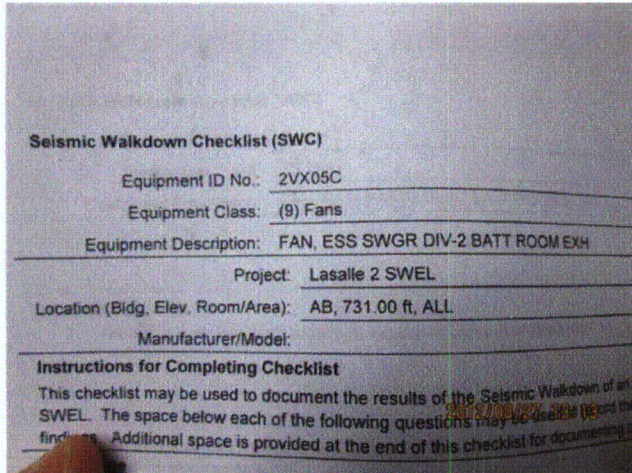 Seismic Walkdown Checklist (SWC)
Equipment ID No.: 2VX05C
Equipment Class: (9) Fans
Equipment Description: FAN, ESS SWGR DIV-2 BATT ROOM EXH
Project: Lasalle 2 SWEL
Location (Bldg, Elev, Room/Area): AB, 731.00 ft, ALL
Manufacturer/Model:
Instructions for Completing Checklist
This checklist may be used to document the results of the Seismic Walkdown of an
SWEL. The space below each of the following questions may be used
Additional space is provided at the end of this checklist for documenting